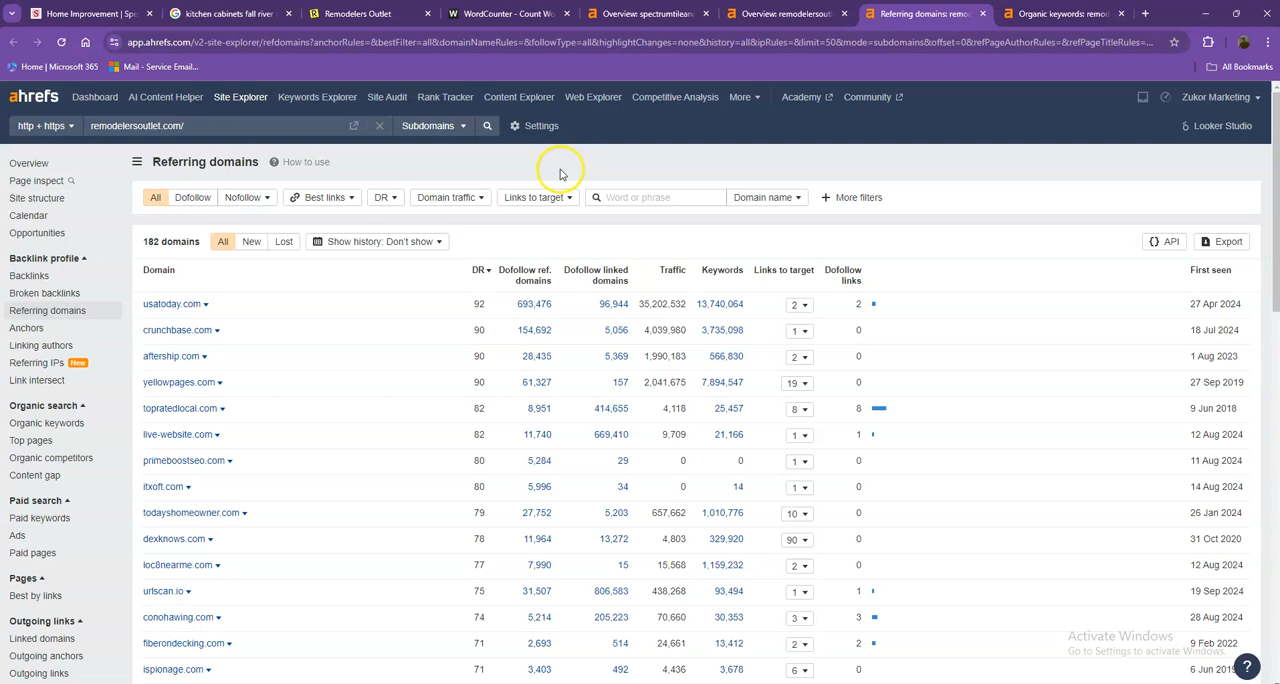 Home Improvement | Sp
kitchen cabinets fall river
Remodelers Outlet
WordCounter - Count Wo
Overview: spectrumtilean
Overview: remodelersout
Referring domains: remo
Organic keywords: remod
app.ahrefs.com/v2-site-explorer/refdomains?anchorRules=&bestFilter=all&domainNameRules=&followType=all&highlightChanges=none&history=all&ipRules=&limit=50&mode=subdomains&offset=0&refPageAuthorRules=&refPageTitleRules=...
Home | Microsoft 365
Mail - Service Email...
All Bookmarks
ahrefs
Dashboard
AI Content Helper
Site Explorer
Keywords Explorer
Site Audit
Rank Tracker
Content Explorer
Web Explorer
Competitive Analysis
More
Academy
Community
Zukor Marketing
http + https
remodelersoutlet.com/
Subdomains
Settings
Looker Studio
Overview
Page inspect
Site structure
Calendar
Opportunities
Backlink profile
Backlinks
Broken backlinks
Referring domains
Anchors
Linking authors
Referring IPs New
Link intersect
Organic search
Organic keywords
Top pages
Organic competitors
Content gap
Paid search
Paid keywords
Ads
Paid pages
Pages
Best by links
Outgoing links
Linked domains
Outgoing anchors
Outgoing links
Referring domains
? How to use
All Dofollow Nofollow Best links DR Domain traffic Links to target Word or phrase Domain name + More filters
182 domains All New Lost Show history: Don't show API Export
Domain DR Dofollow ref. domains Dofollow linked domains Traffic Keywords Links to target Dofollow links First seen
usatoday.com 92 693,476 96,944 35,202,532 13,740,064 2 2 27 Apr 2024
crunchbase.com 90 154,692 5,056 4,039,980 3,735,098 1 0 18 Jul 2024
aftership.com 90 28,435 5,369 1,990,183 566,830 2 0 1 Aug 2023
yellowpages.com 90 61,327 157 2,041,675 7,894,547 19 0 27 Sep 2019
topratedlocal.com 82 8,951 414,655 4,118 25,457 8 8 9 Jun 2018
live-website.com 82 11,740 669,410 9,709 21,166 1 1 12 Aug 2024
primeboostseo.com 80 5,284 29 0 0 1 0 11 Aug 2024
itxoft.com 80 5,996 34 0 14 1 0 14 Aug 2024
todayshomeowner.com 79 27,752 5,203 657,662 1,010,776 10 0 26 Jan 2024
dexknows.com 78 11,964 13,272 4,803 329,920 90 0 31 Oct 2020
loc8nearme.com 77 7,990 15 15,568 1,159,232 2 0 12 Aug 2024
urlscan.io 75 31,507 806,583 438,268 93,494 1 1 19 Sep 2024
conohawing.com 74 5,214 205,223 70,660 30,353 3 3 28 Aug 2024
fiberondecking.com 71 2,693 514 24,661 13,412 2 2 9 Feb 2022
ispionage.com 71 3,403 492 4,436 3,678 6 0 6 Jun 2019
Activate Windows
Go to Settings to activate Windows.
?